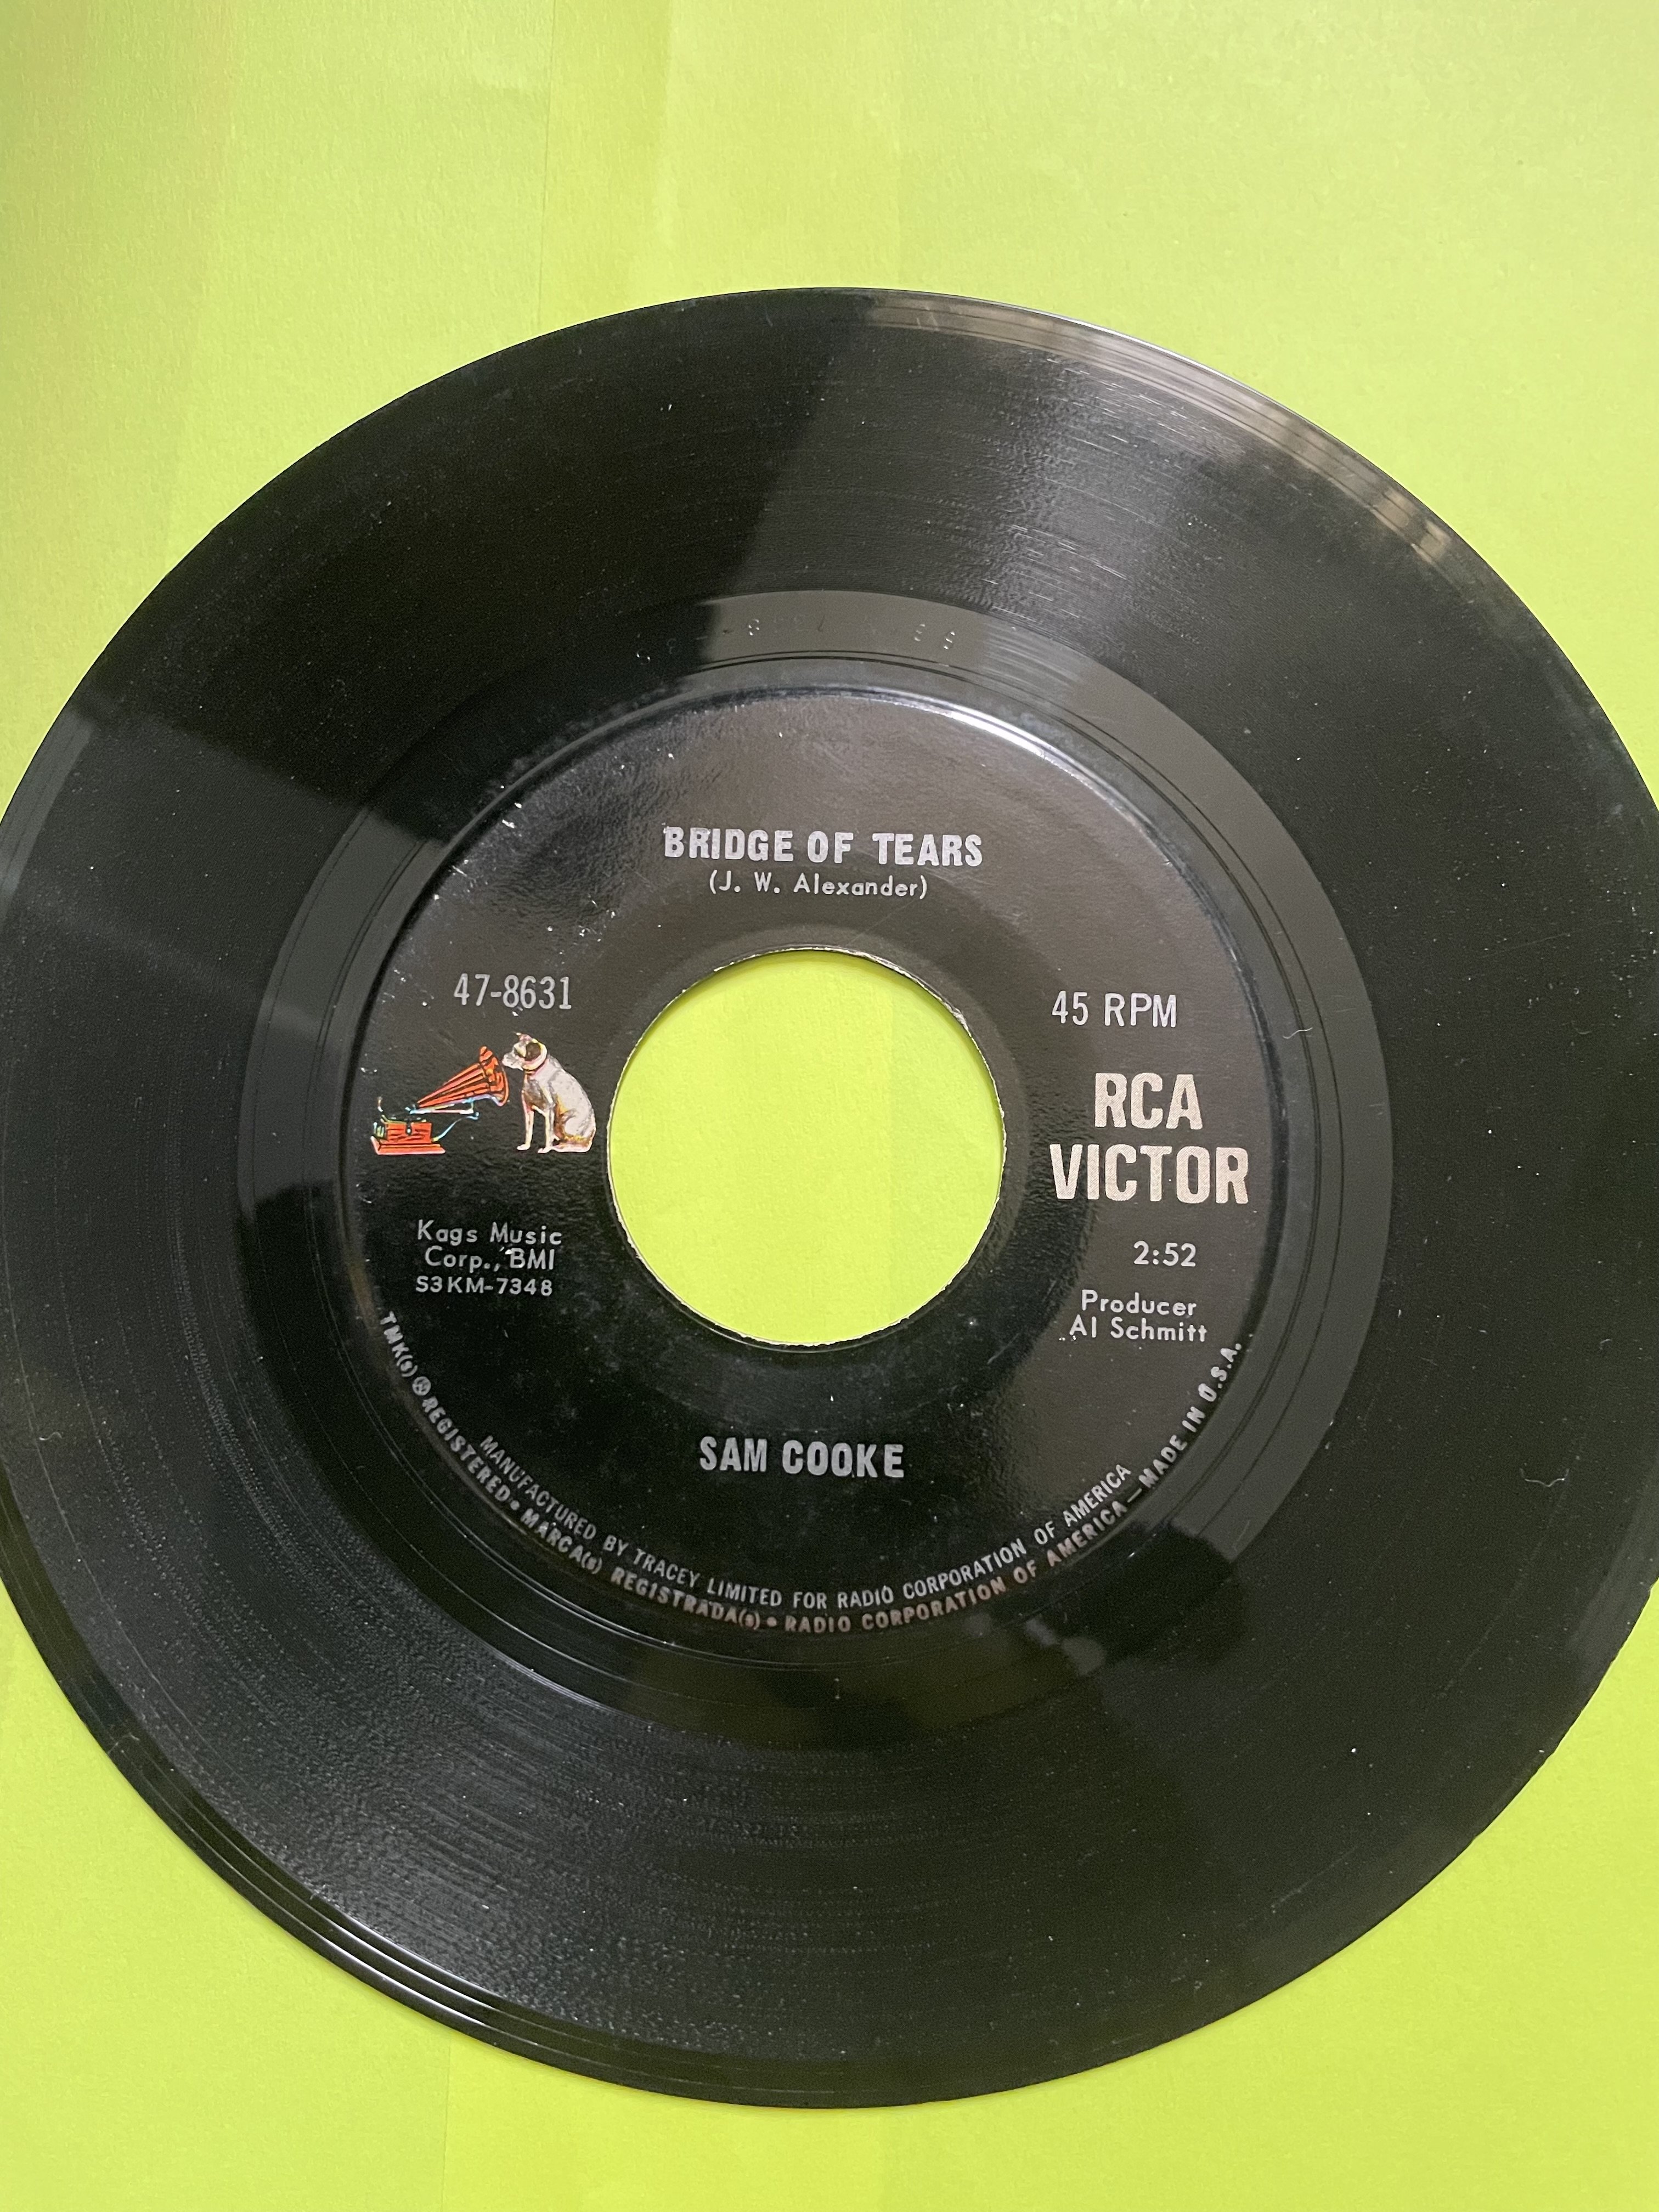 BRIDGE OF TEARS
(J. W. Alexander)
47-8631
45 RPM
RCA
VICTOR
Kags Music
Corp., BMI
S3KM-7348
2:52
Producer
Al Schmitt
SAM COOKE
MANUFACTURED BY TRACEY LIMITED FOR RADIO CORPORATION OF AMERICA
TMK(s) ® REGISTERED • MARCA(s) REGISTRADA(s) • RADIO CORPORATION OF AMERICA—MADE IN U.S.A.